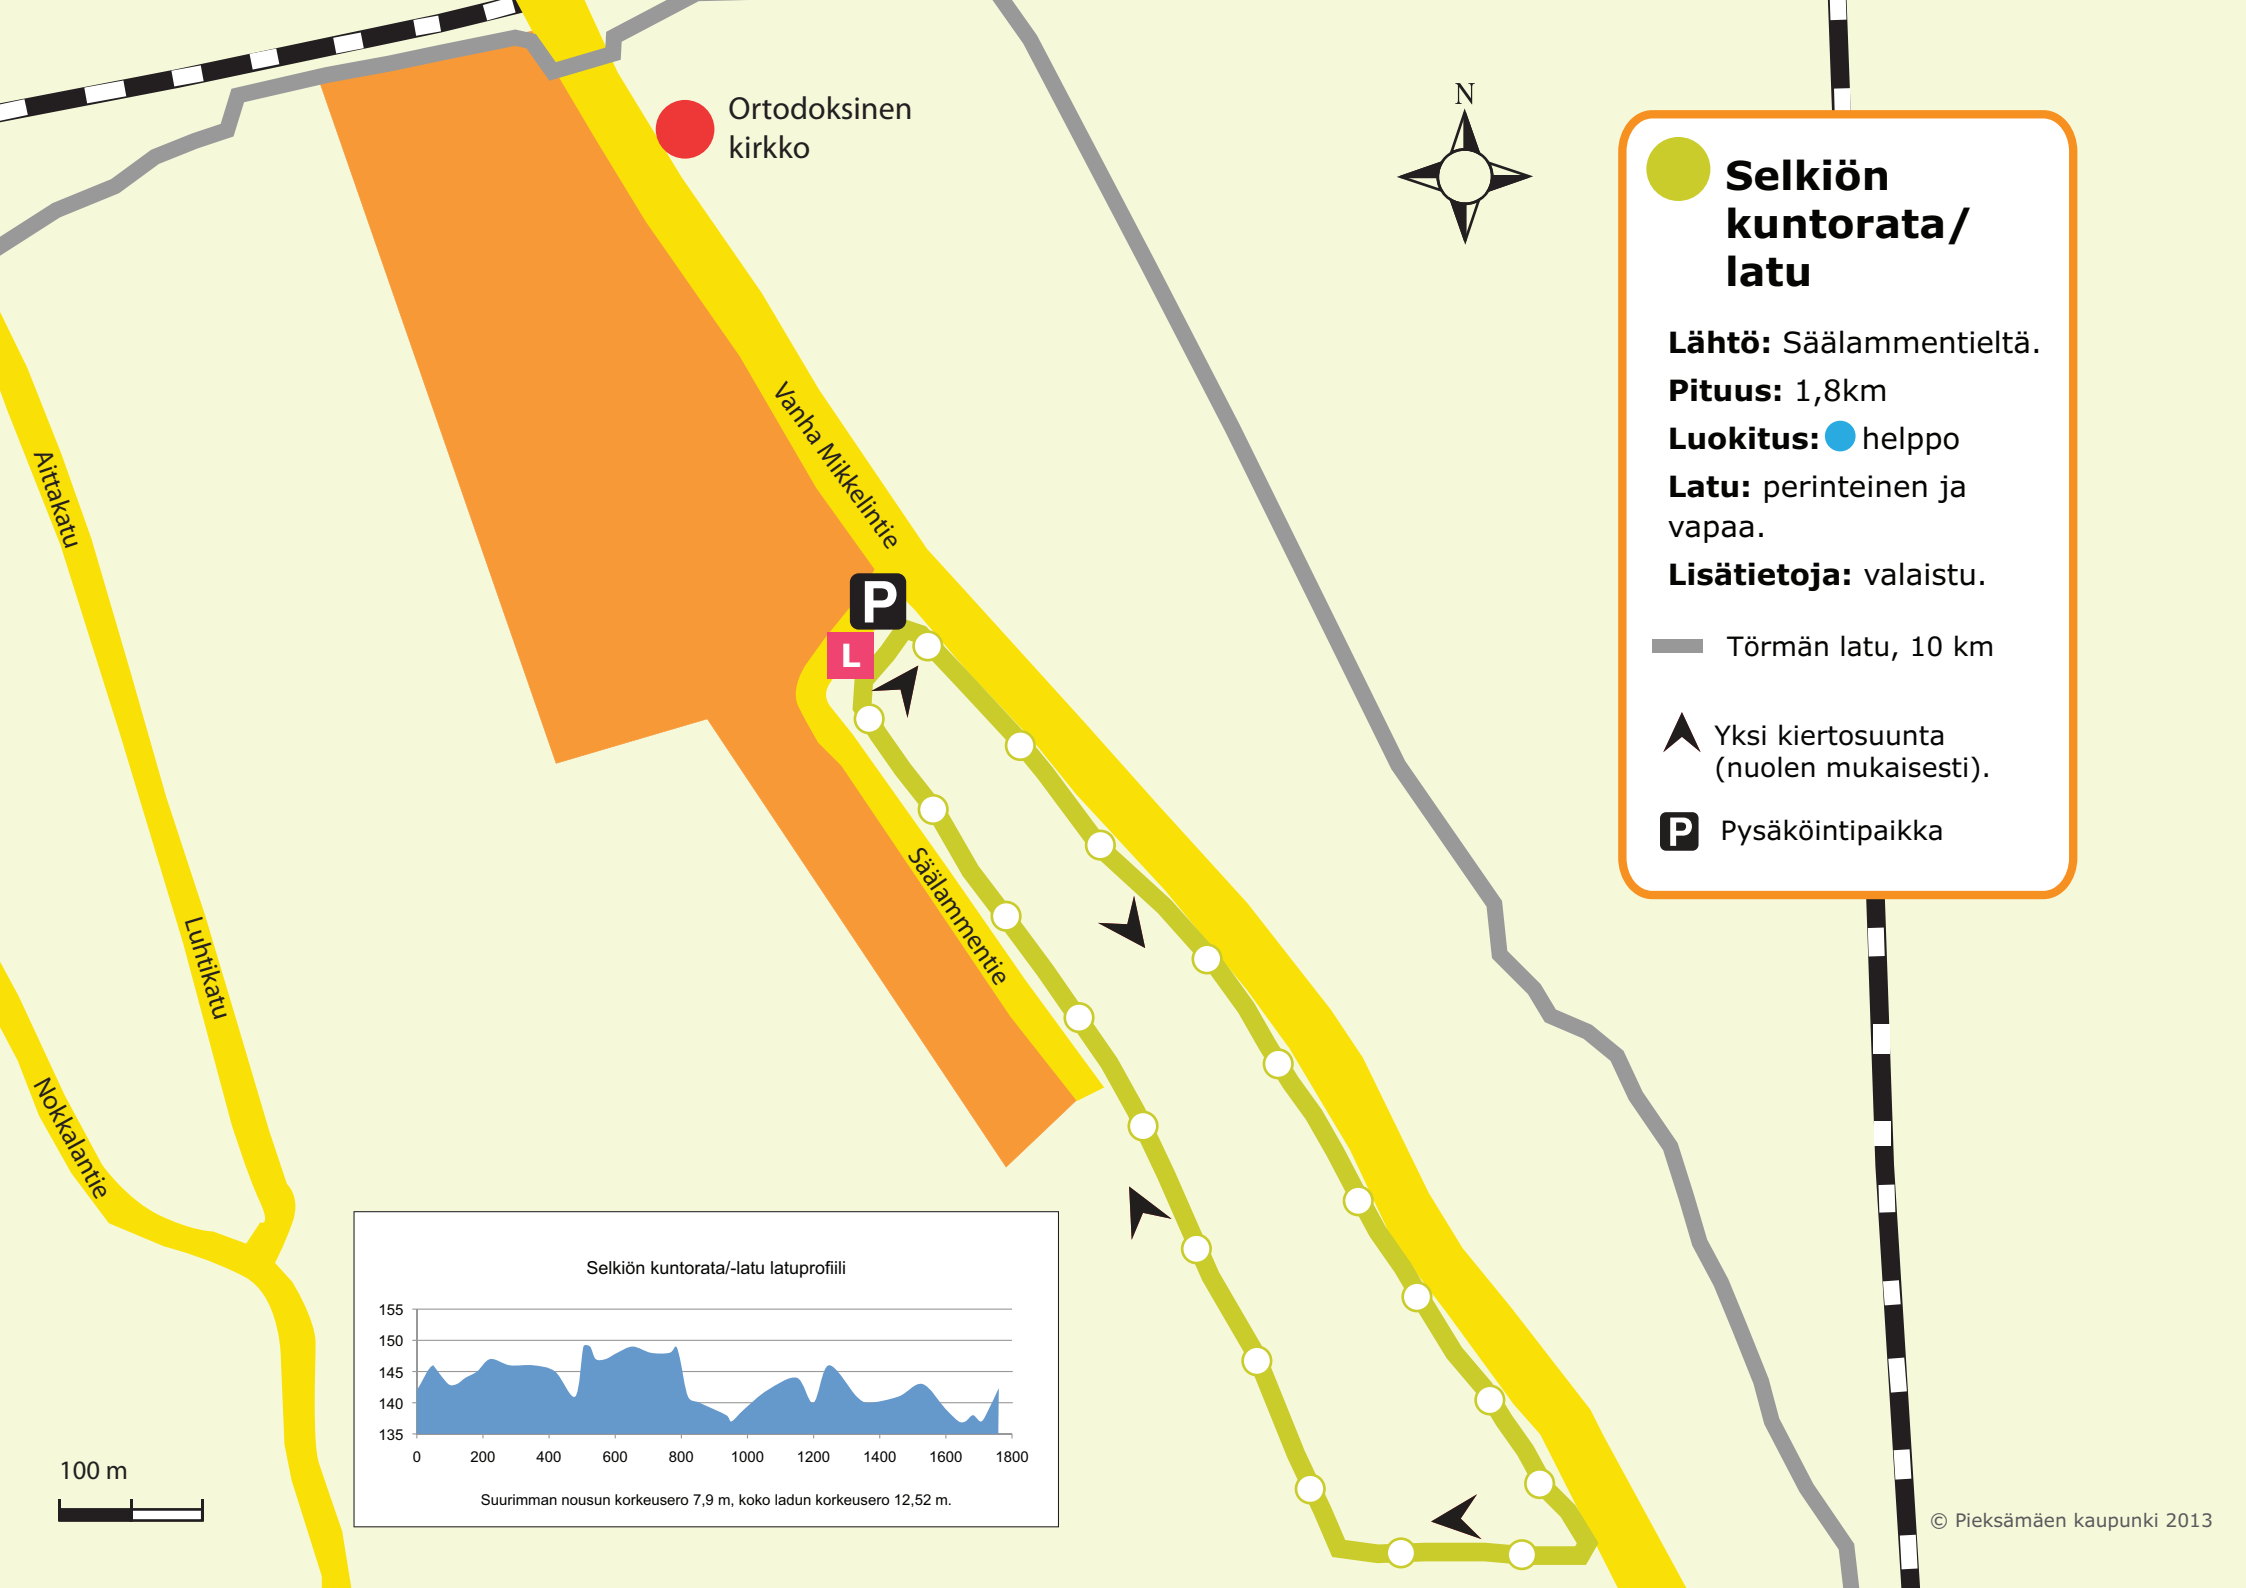 Ortodoksinen
kirkko
N
Vanha Mikkelintie
Aittakatu
P
L
Säälammentie
Luhtikatu
Nokkalantie
Selkiön
kuntorata/
latu
Lähtö: Säälammentieltä.
Pituus: 1,8km
Luokitus: helppo
Latu: perinteinen ja
vapaa.
Lisätietoja: valaistu.
Törmän latu, 10 km
Yksi kiertosuunta
(nuolen mukaisesti).
P Pysäköintipaikka
Selkiön kuntorata/-latu latuprofiili
155
150
145
140
135
0 200 400 600 800 1000 1200 1400 1600 1800
Suurimman nousun korkeusero 7,9 m, koko ladun korkeusero 12,52 m.
100 m
© Pieksämäen kaupunki 2013